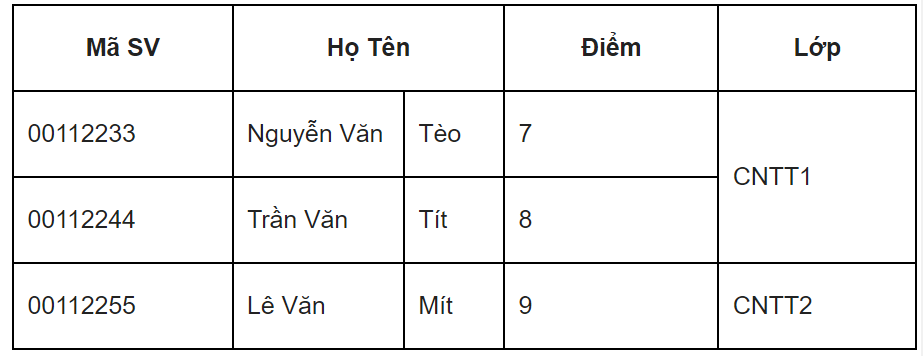 Mã SV Họ Tên Điểm Lớp
00112233 Nguyễn Văn Tèo 7 CNTT1
00112244 Trần Văn Tít 8
00112255 Lê Văn Mít 9 CNTT2